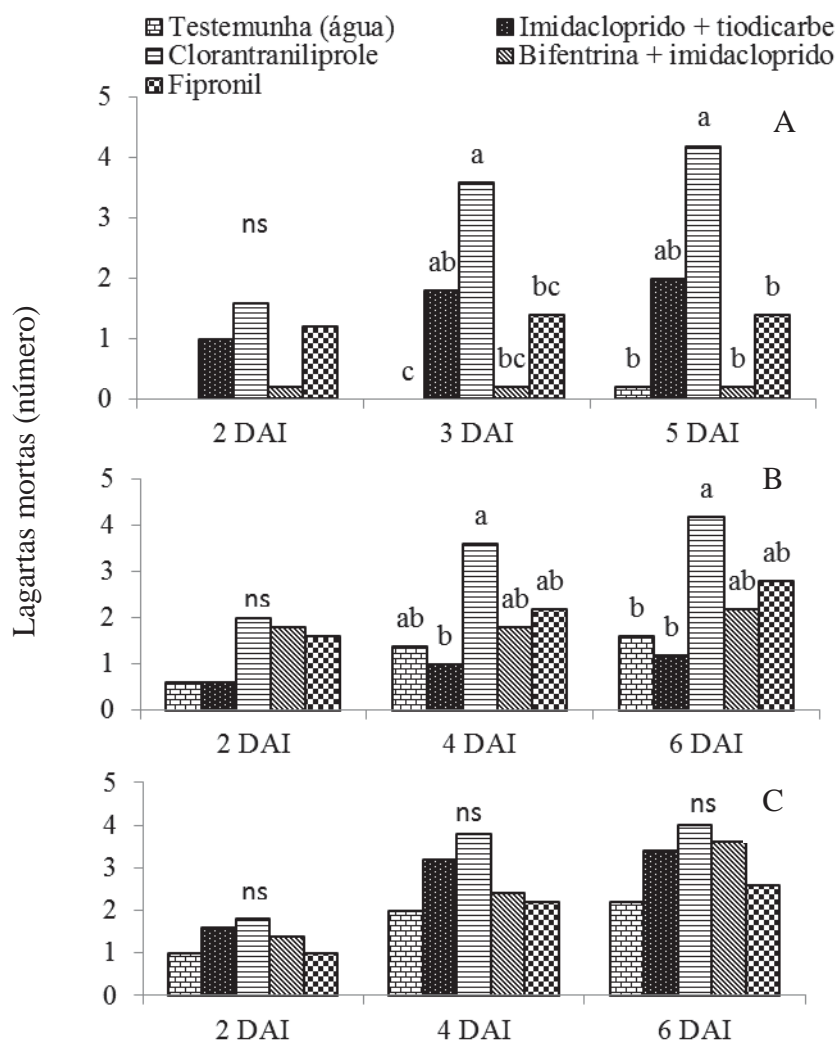 Testemunha (água)
Imidacloprido + tiodicarbe
Clorantraniliprole
Bifentrina + imidacloprido
Fipronil
Lagartas mortas (número)
A
5
4
3
2
1
0
ns
c
ab
a
bc
bc
b
ab
a
b
b
2 DAI
3 DAI
5 DAI
B
5
4
3
2
1
0
ns
ab
b
a
ab
ab
b
b
a
ab
ab
2 DAI
4 DAI
6 DAI
C
5
4
3
2
1
0
ns
ns
ns
2 DAI
4 DAI
6 DAI